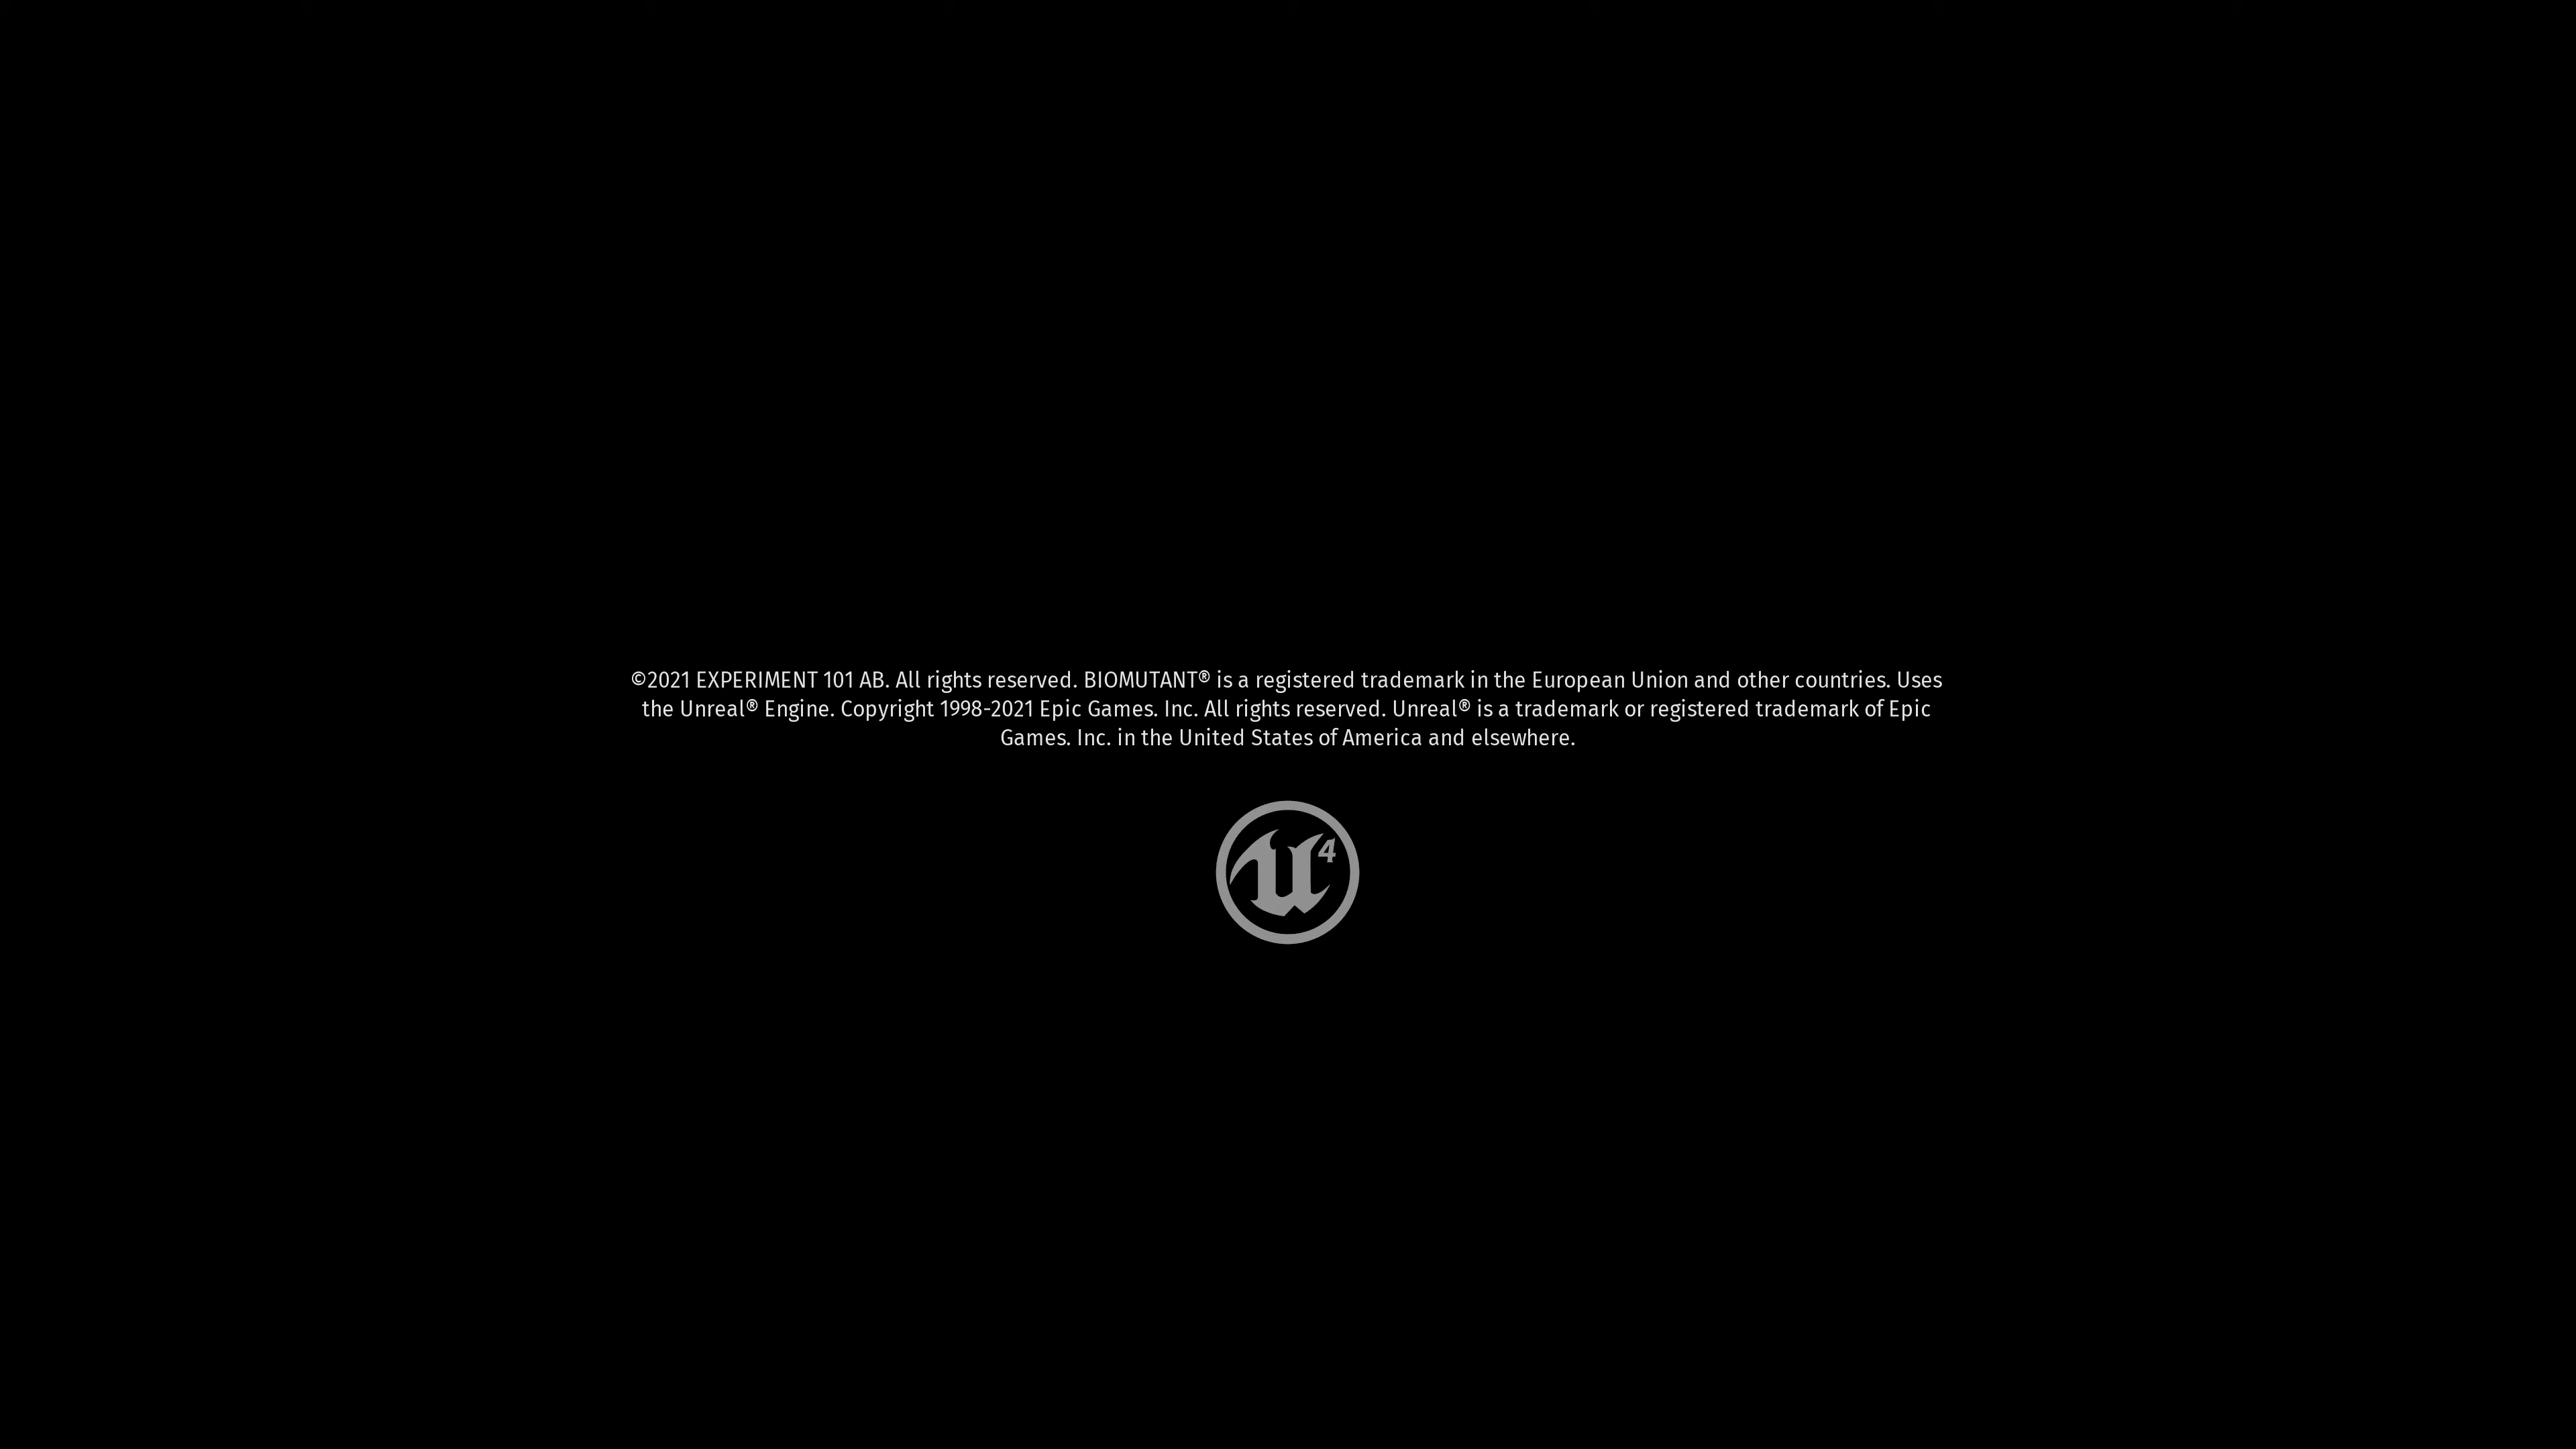 ©2021 EXPERIMENT 101 AB. All rights reserved. BIOMUTANT® is a registered trademark in the European Union and other countries. Uses
the Unreal® Engine. Copyright 1998-2021 Epic Games. Inc. All rights reserved. Unreal® is a trademark or registered trademark of Epic
Games. Inc. in the United States of America and elsewhere.
U4